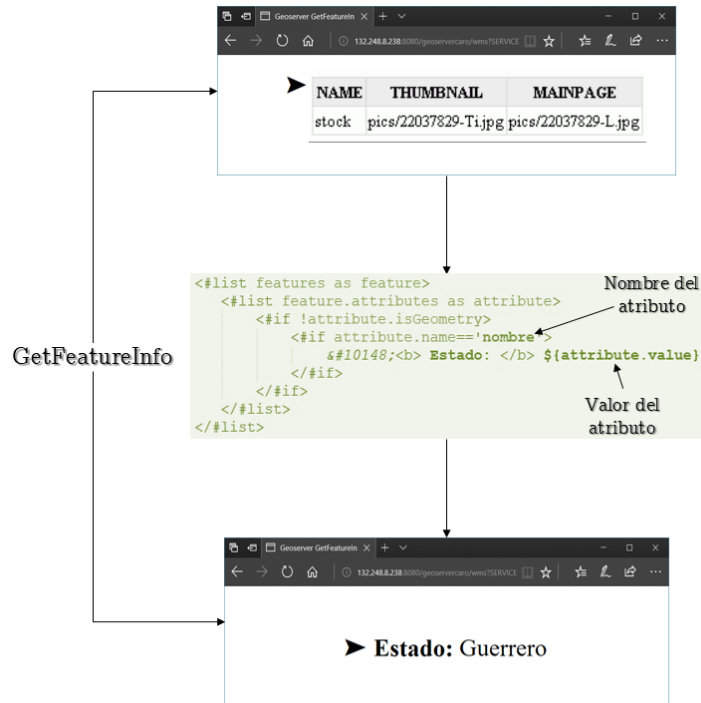 Geoserver GetFeatureIn
132.248.8.238:8080/geoservercaro/wms?SERVICE
NAME THUMBNAIL MAINPAGE
stock pics/22037829-Ti.jpg pics/22037829-L.jpg
<#list features as feature>
<#list feature.attributes as attribute>
<#if !attribute.isGeometry>
<#if attribute.name=='nombre'>
&#10148;<b> Estado: </b> ${attribute.value}
</#if>
</#if>
</#list>
</#list>
Nombre del
atributo
Valor del
atributo
GetFeatureInfo
Geoserver GetFeatureIn
132.248.8.238:8080/geoservercaro/wms?SERVICE
➤ Estado: Guerrero